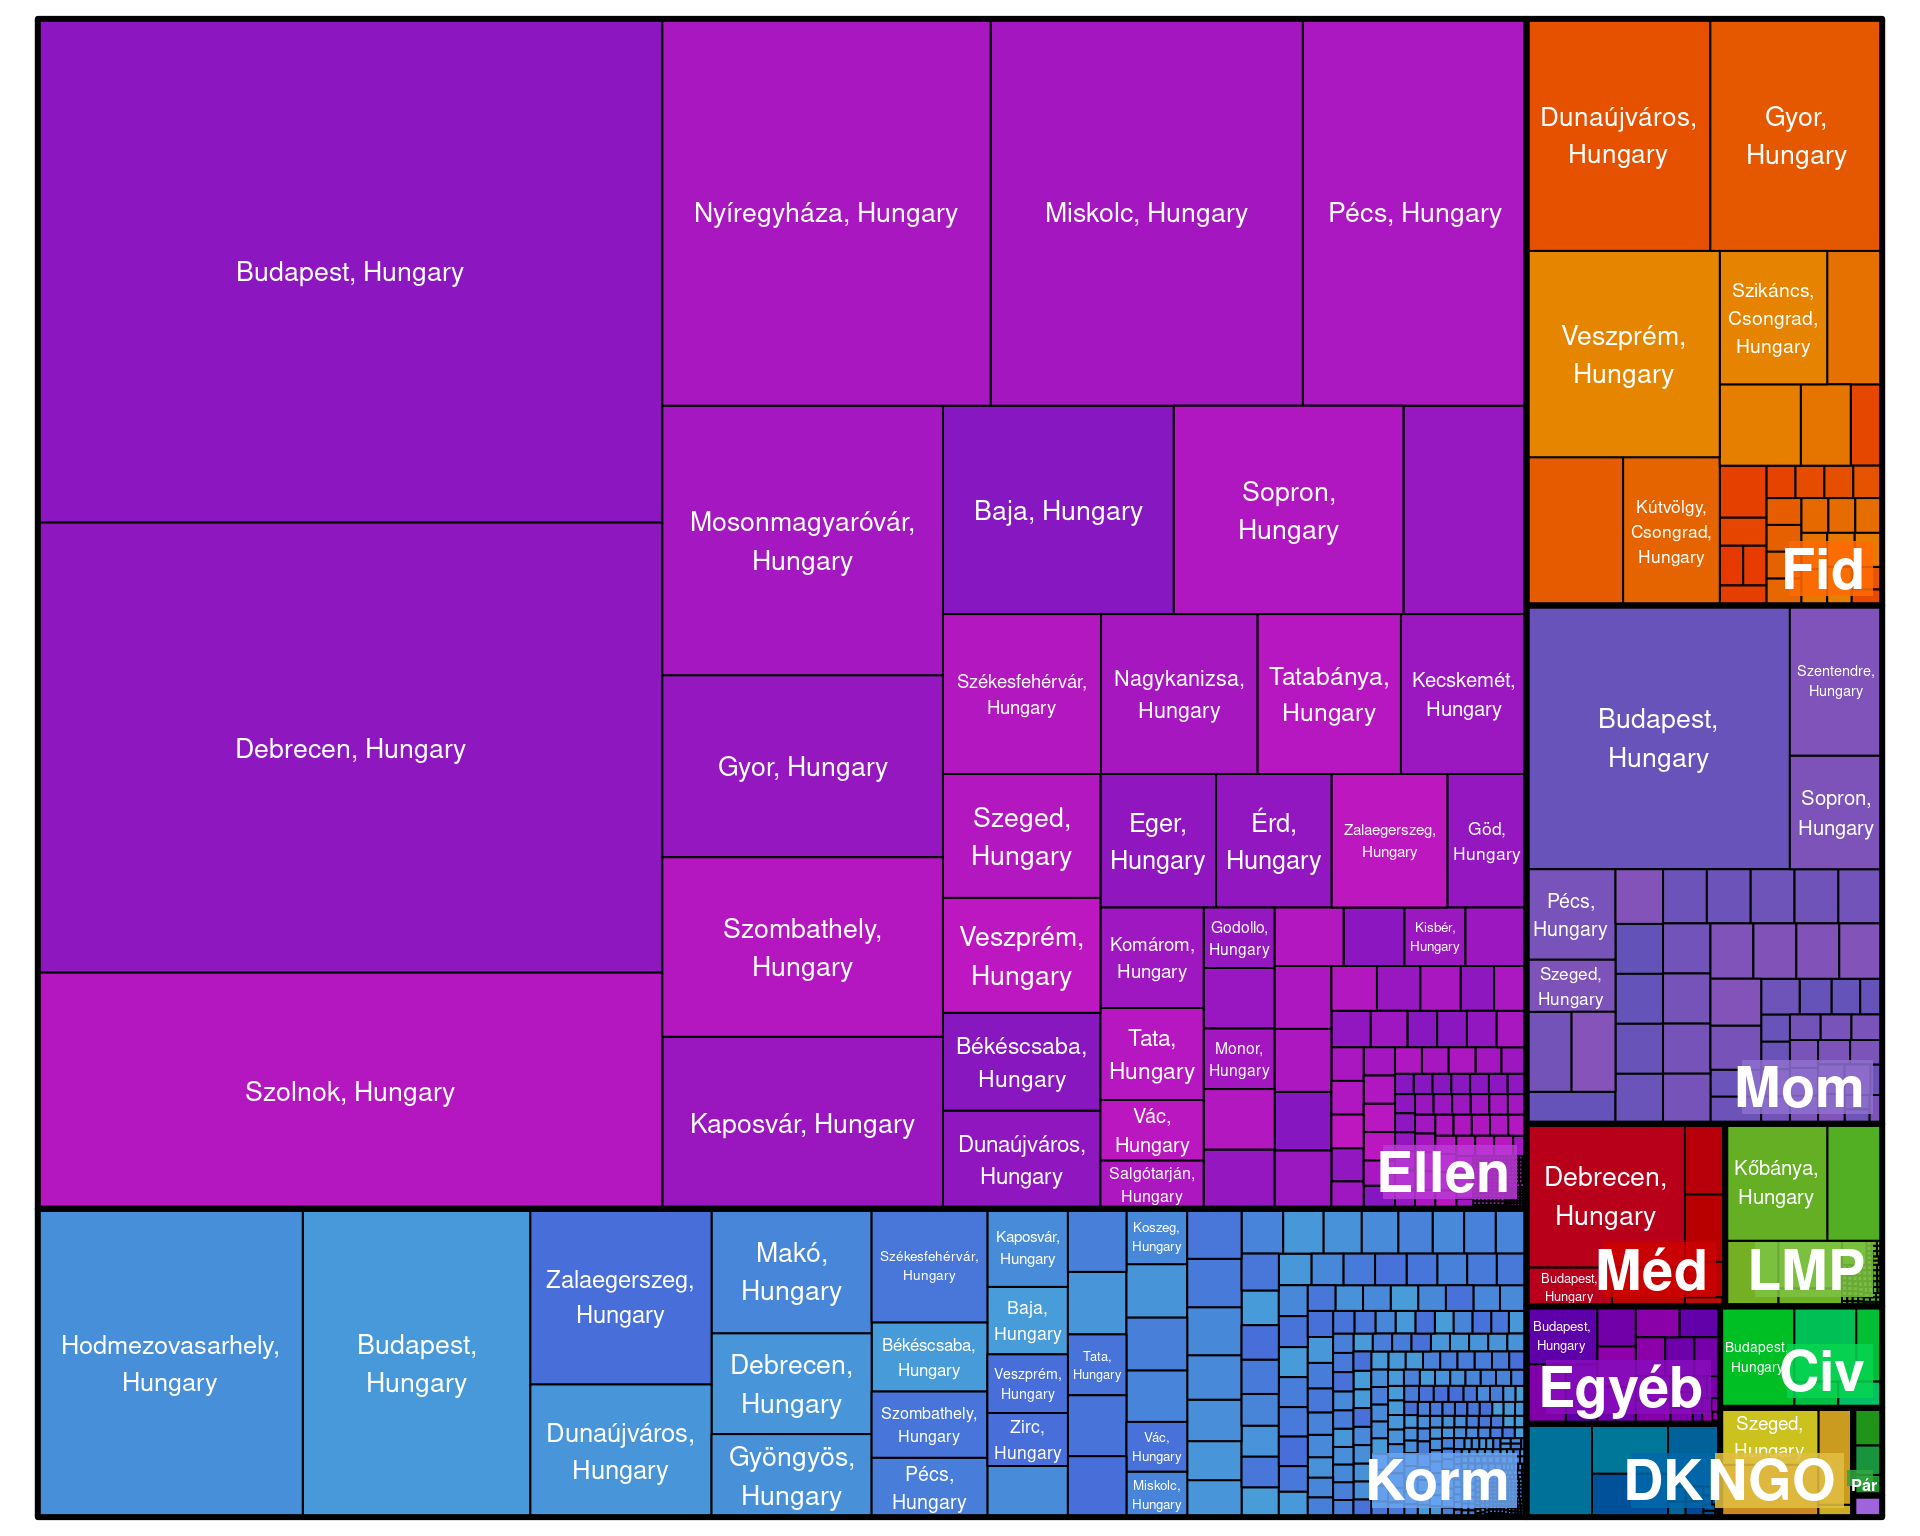 Budapest, Hungary
Debrecen, Hungary
Szolnok, Hungary
Nyíregyháza, Hungary
Miskolc, Hungary
Pécs, Hungary
Mosonmagyaróvár,
Hungary
Gyor, Hungary
Szombathely,
Hungary
Kaposvár, Hungary
Baja, Hungary
Sopron,
Hungary
Székesfehérvár,
Hungary
Nagykanizsa,
Hungary
Tatabánya,
Hungary
Kecskemét,
Hungary
Szeged,
Hungary
Veszprém,
Hungary
Békéscsaba,
Hungary
Dunaújváros,
Hungary
Eger,
Hungary
Érd,
Hungary
Zalaegerszeg,
Hungary
Göd,
Hungary
Komárom,
Hungary
Tata,
Hungary
Vác,
Hungary
Salgótarján,
Hungary
Godollo,
Hungary
Monor,
Hungary
Kisbér,
Hungary
Ellen
Hodmezovasarhely,
Hungary
Budapest,
Hungary
Zalaegerszeg,
Hungary
Dunaújváros,
Hungary
Makó,
Hungary
Debrecen,
Hungary
Gyöngyös,
Hungary
Székesfehérvár,
Hungary
Békéscsaba,
Hungary
Szombathely,
Hungary
Pécs,
Hungary
Kaposvár,
Hungary
Baja,
Hungary
Veszprém,
Hungary
Zirc,
Hungary
Tata,
Hungary
Koszeg,
Hungary
Vác,
Hungary
Miskolc,
Hungary
Korm
Dunaújváros,
Hungary
Gyor,
Hungary
Veszprém,
Hungary
Szikáncs,
Csongrad,
Hungary
Kútvölgy,
Csongrad,
Hungary
Fid
Budapest,
Hungary
Szentendre,
Hungary
Sopron,
Hungary
Pécs,
Hungary
Szeged,
Hungary
Mom
Debrecen,
Hungary
Budapest,
Hungary
Méd
Kőbánya,
Hungary
LMP
Budapest,
Hungary
Egyéb
Budapest,
Hungary
Civ
DK
Szeged,
Hungary
NGO
Pár